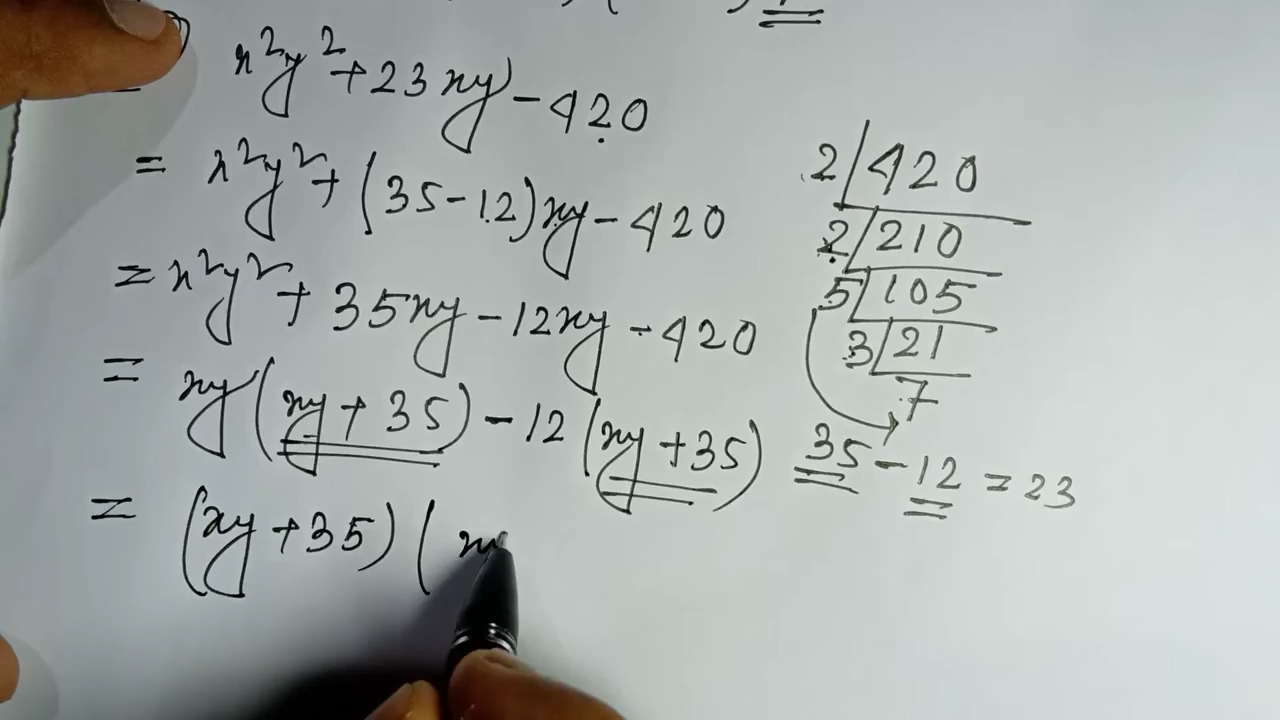 x²y² + 23xy - 420
= x²y² + (35-12)xy - 420
= x²y² + 35xy - 12xy - 420
= xy(xy + 35) - 12(xy + 35)
= (xy + 35)(xy
2/420
2/210
5/105
3/21
7
35 - 12 = 23